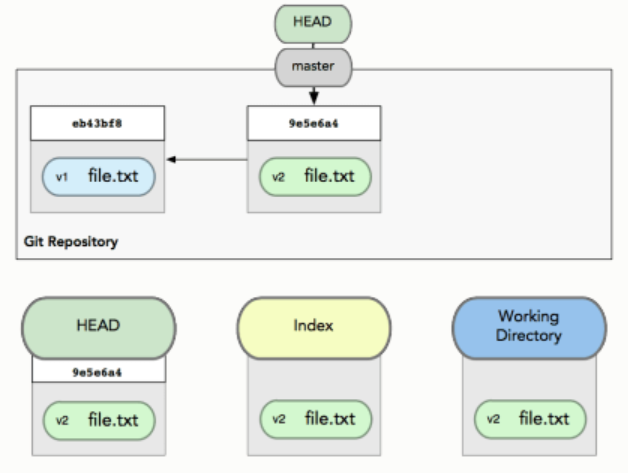 HEAD
master
eb43bf8
9e5e6a4
v1 file.txt
v2 file.txt
Git Repository
HEAD
Index
Working
Directory
9e5e6a4
v2 file.txt
v2 file.txt
v2 file.txt